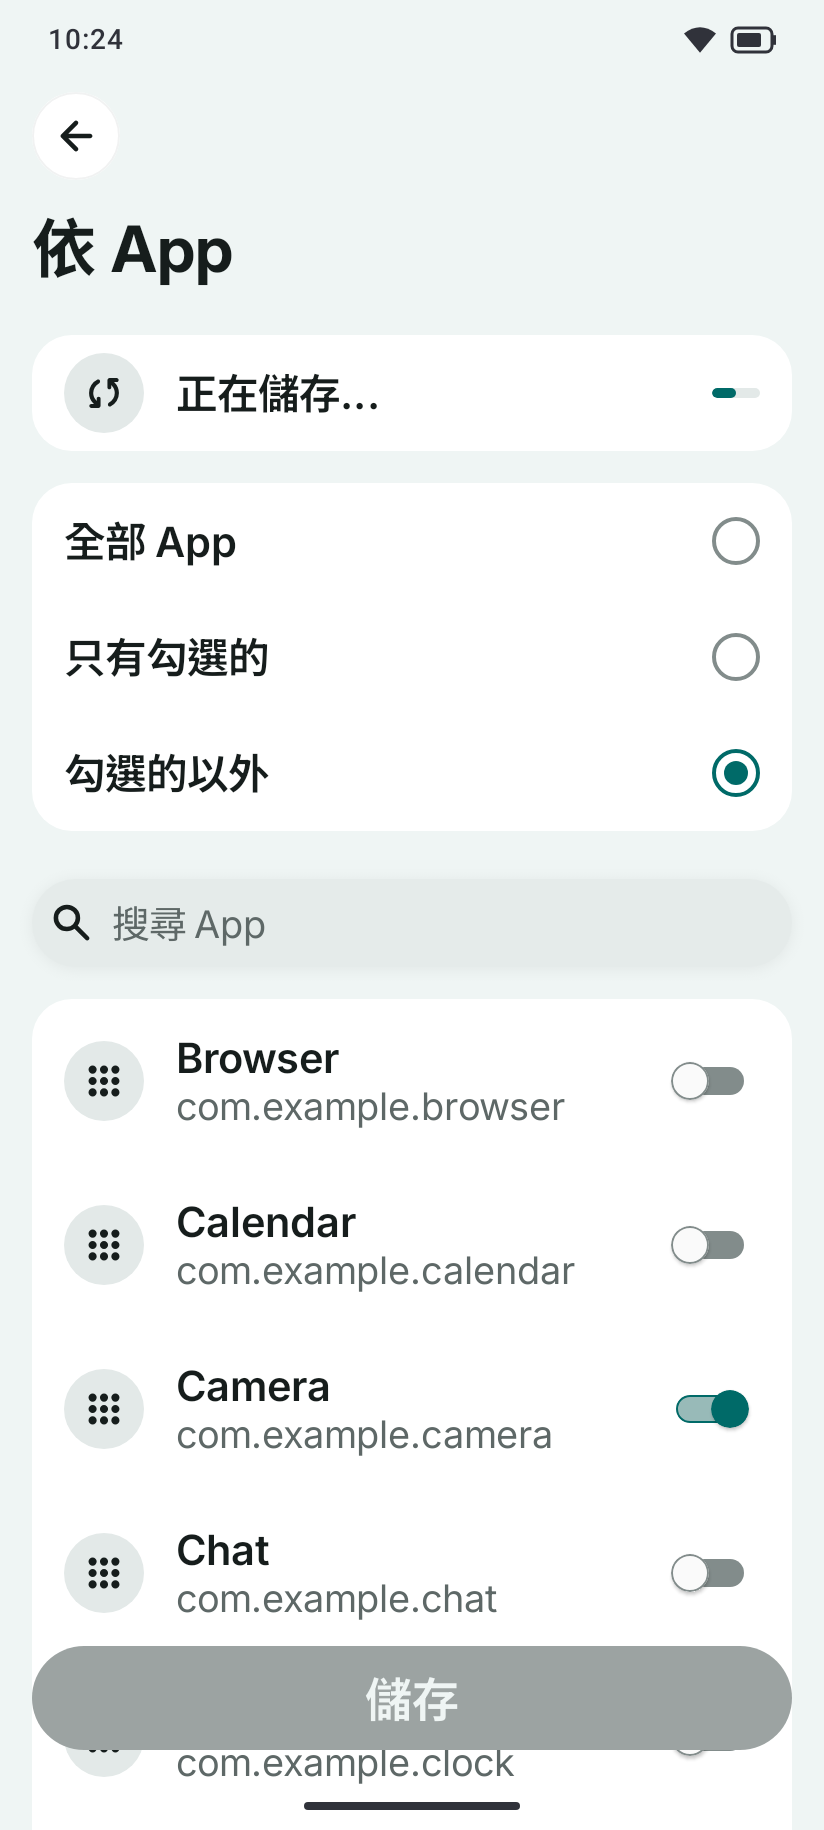 10:24
依 App
正在儲存...
全部 App
只有勾選的
勾選的以外
搜尋 App
Browser
com.example.browser
Calendar
com.example.calendar
Camera
com.example.camera
Chat
com.example.chat
儲存
com.example.clock